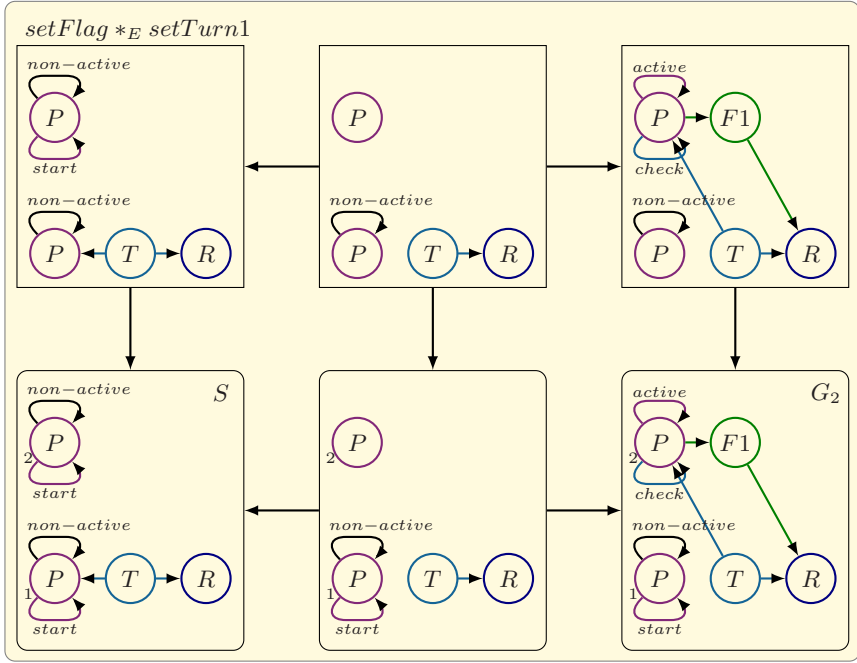 setFlag ∗E setTurn1
non−active
P
start
non−active
P T R
P
non−active
P T R
active
P F1
check
non−active
P T R
S
non−active
P
2
start
non−active
P T R
1
start
P
2
non−active
P T R
1
start
G2
active
P F1
2
check
non−active
P T R
1
start